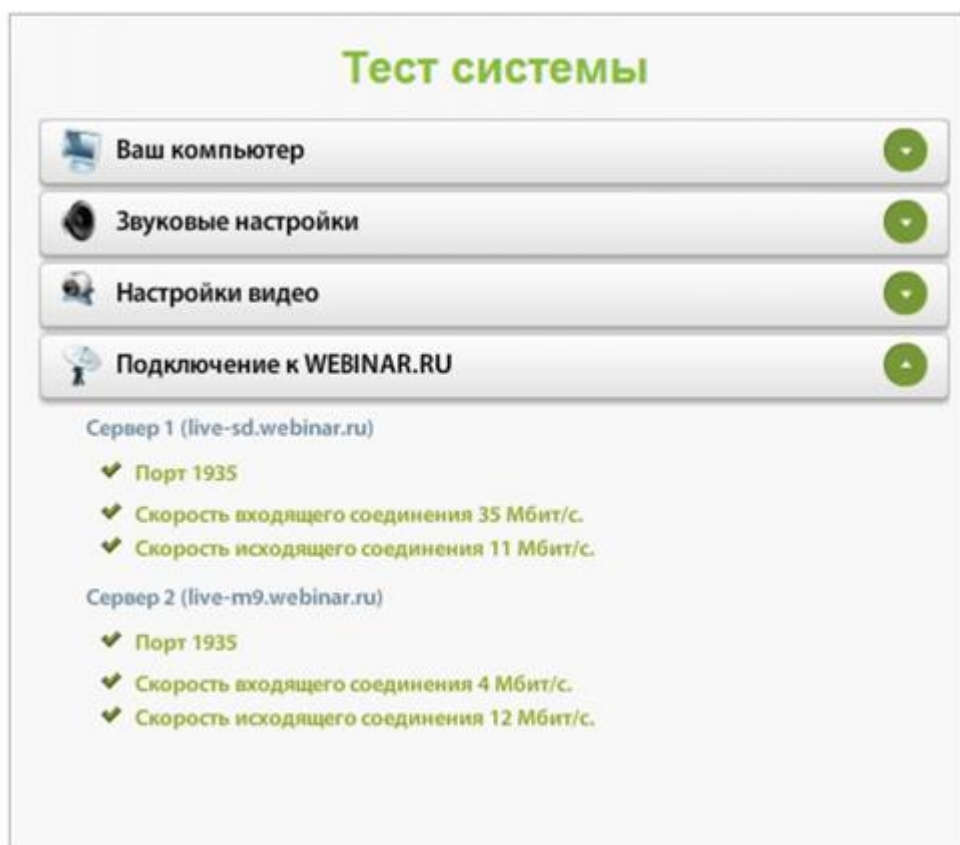 Тест системы
Ваш компьютер
Звуковые настройки
Настройки видео
Подключение к WEBINAR.RU
Сервер 1 (live-sd.webinar.ru)
Порт 1935
Скорость входящего соединения 35 Мбит/с.
Скорость исходящего соединения 11 Мбит/с.
Сервер 2 (live-m9.webinar.ru)
Порт 1935
Скорость входящего соединения 4 Мбит/с.
Скорость исходящего соединения 12 Мбит/с.